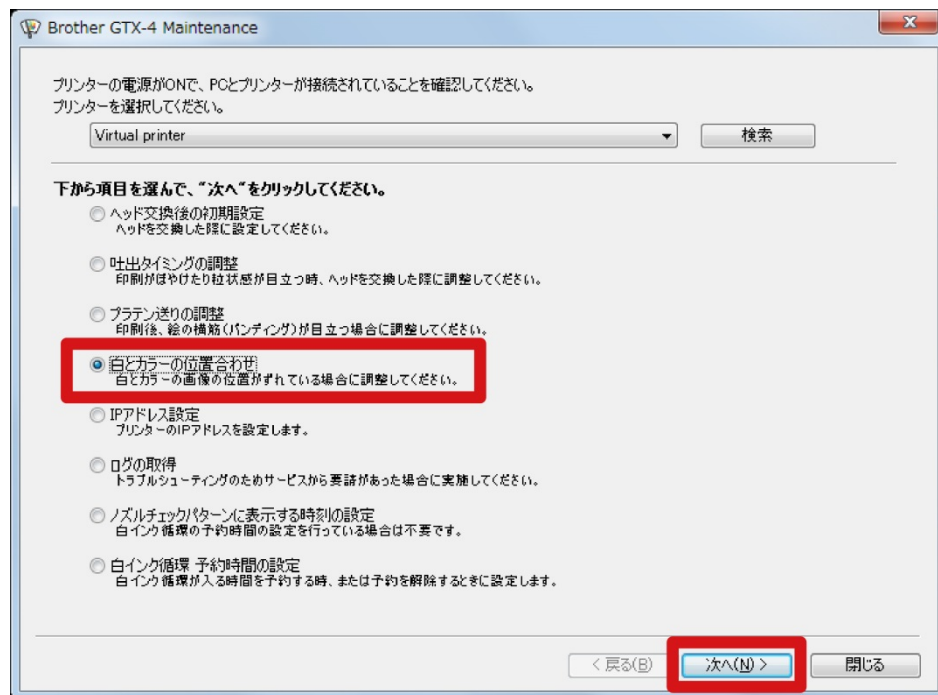 Brother GTX-4 Maintenance
プリンターの電源がONで、PCとプリンターが接続されていることを確認してください。
プリンターを選択してください。
Virtual printer
検索
下から項目を選んで、"次へ"をクリックしてください。
ヘッド交換後の初期設定
ヘッドを交換した際に設定してください。
吐出タイミングの調整
印刷がぼやけたり粒状感が目立つ時、ヘッドを交換した際に調整してください。
プラテン送りの調整
印刷後、絵の横筋(バンディング)が目立つ場合に調整してください。
白とカラーの位置合わせ
白とカラーの画像の位置がずれている場合に調整してください。
IPアドレス設定
プリンターのIPアドレスを設定します。
ログの取得
トラブルシューティングのためサービスから要請があった場合に実施してください。
ノズルチェックパターンに表示する時刻の設定
白インク循環の予約時間の設定を行っている場合は不要です。
白インク循環 予約時間の設定
白インク循環が入る時間を予約する時、または予約を解除するときに設定します。
< 戻る(B)
次へ(N) >
閉じる